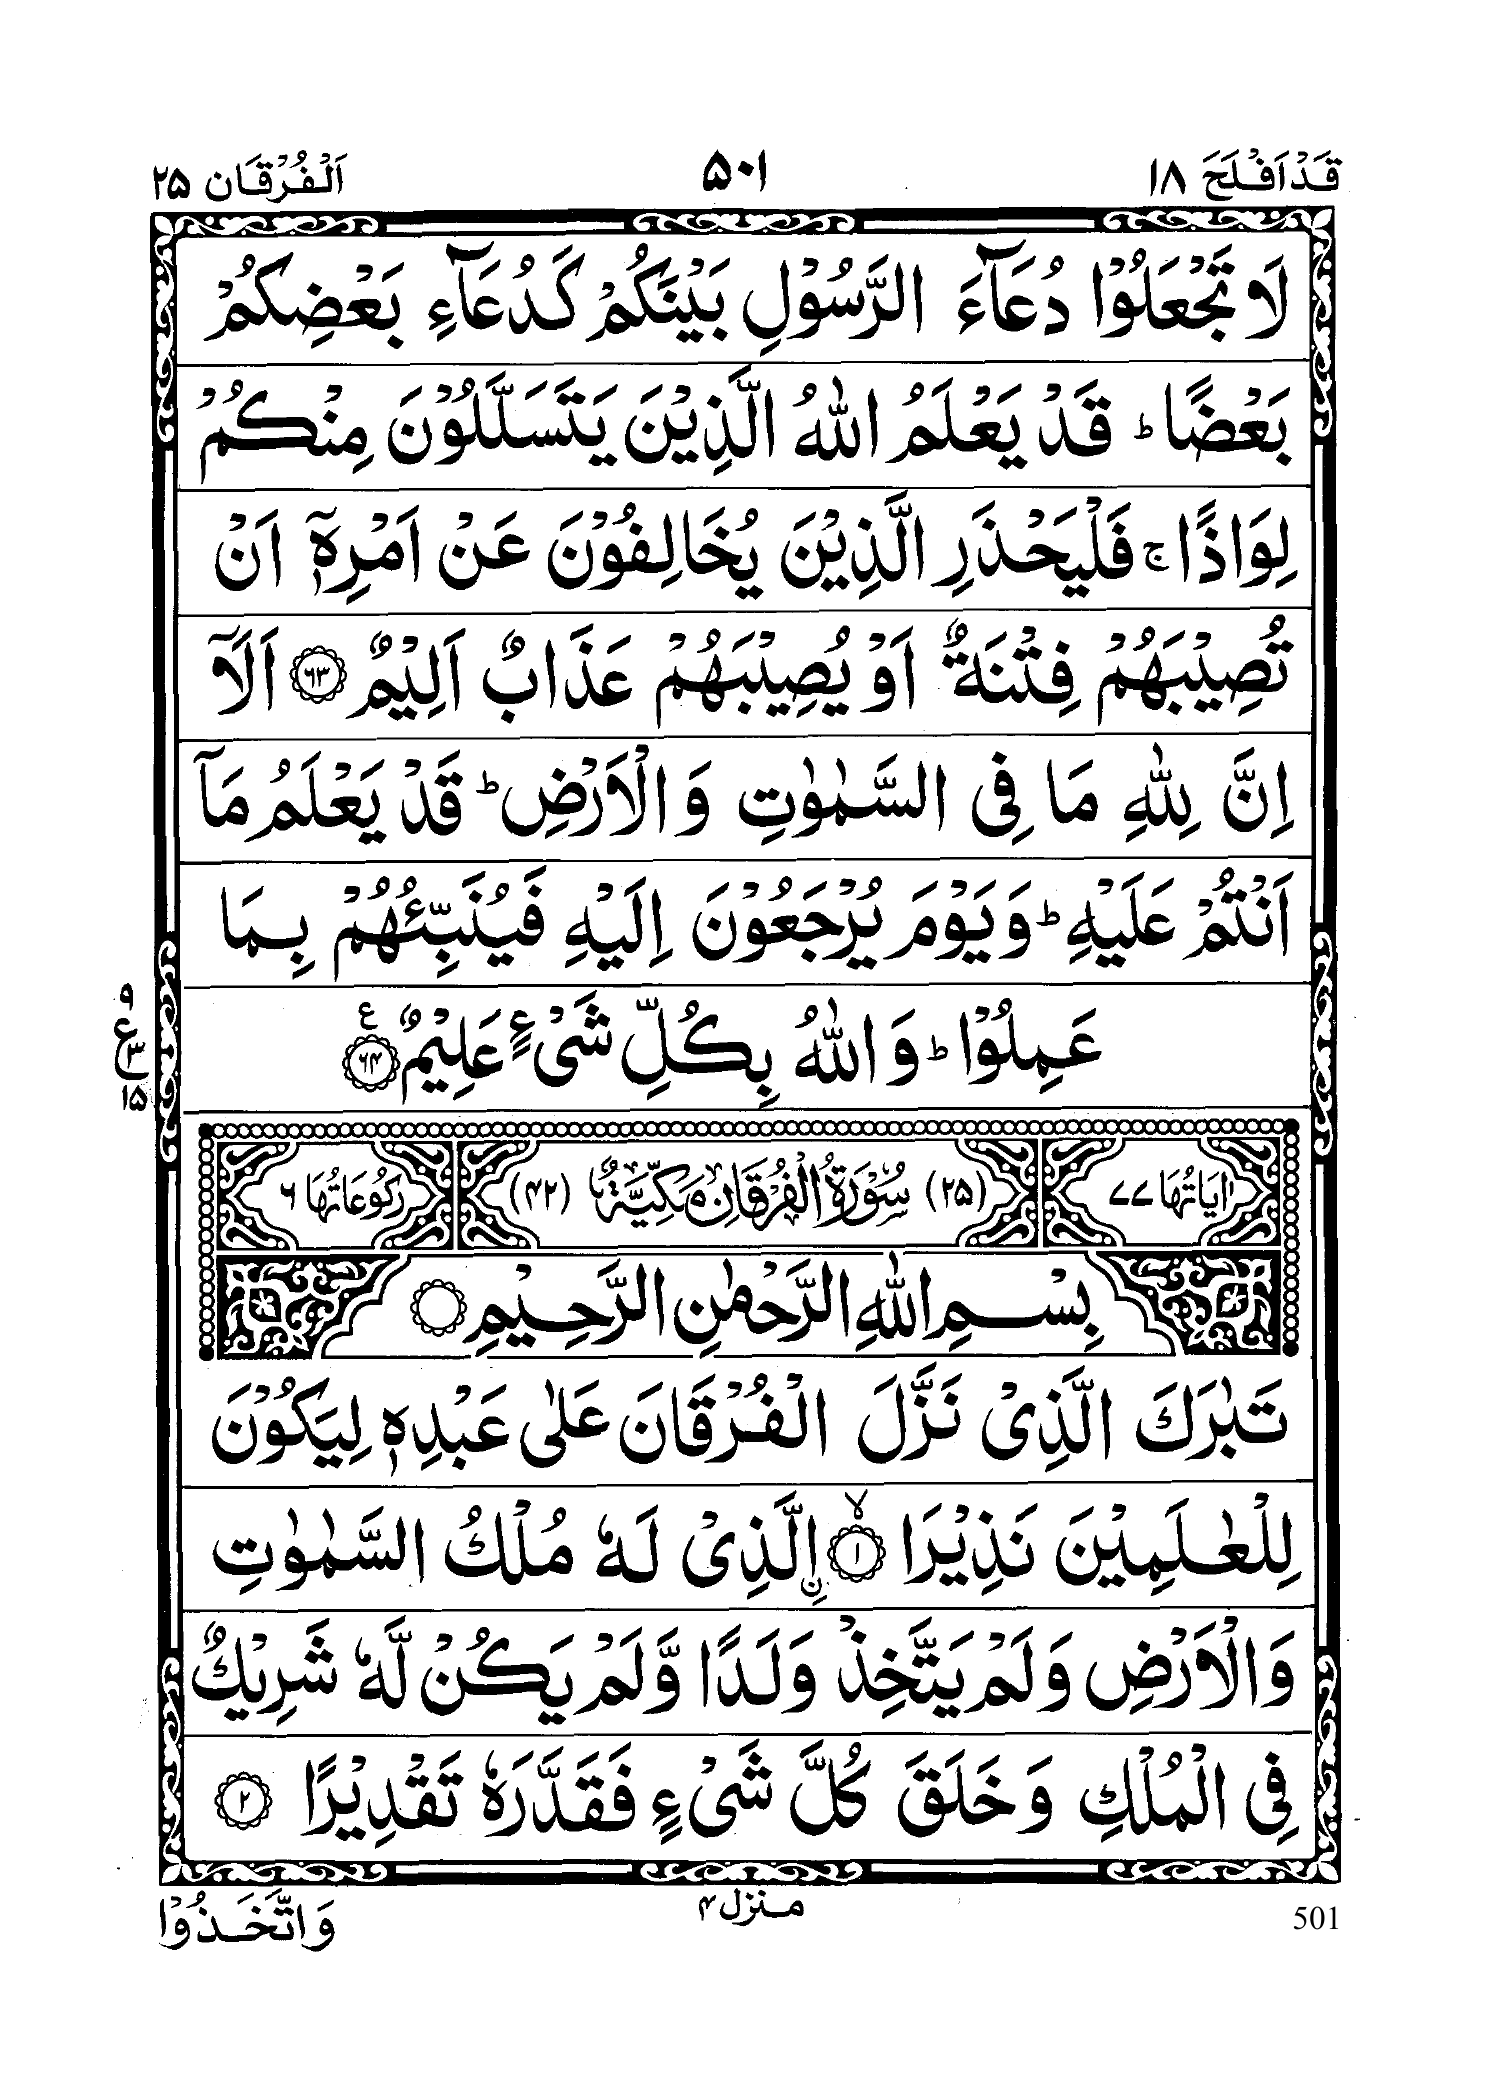 قَدْ اَفْلَحَ ١٨
٥٠١
اَلْفُرْقَان ٢٥
لَا تَجْعَلُوْا دُعَآءَ الرَّسُوْلِ بَيْنَكُمْ كَدُعَآءِ بَعْضِكُمْ
بَعْضًا ؕ قَدْ يَعْلَمُ اللّٰهُ الَّذِيْنَ يَتَسَلَّلُوْنَ مِنْكُمْ
لِوَاذًا ۚ فَلْيَحْذَرِ الَّذِيْنَ يُخَالِفُوْنَ عَنْ اَمْرِهٖۤ اَنْ
تُصِيْبَهُمْ فِتْنَةٌ اَوْ يُصِيْبَهُمْ عَذَابٌ اَلِيْمٌ ﴿٦٣﴾ اَلَاۤ
اِنَّ لِلّٰهِ مَا فِى السَّمٰوٰتِ وَالْاَرْضِ ؕ قَدْ يَعْلَمُ مَاۤ
اَنْتُمْ عَلَيْهِ ؕ وَيَوْمَ يُرْجَعُوْنَ اِلَيْهِ فَيُنَبِّئُهُمْ بِمَا
عَمِلُوْا ؕ وَاللّٰهُ بِكُلِّ شَىْءٍ عَلِيْمٌ ﴿٦٤﴾ ع
٩
ع ٣
١٥
اٰيَاتُهَا ٧٧
(٢٥) سُوْرَةُ الْفُرْقَانِ مَكِّيَّةٌ (٤٢)
رُكُوْعَاتُهَا ٦
بِسْمِ اللّٰهِ الرَّحْمٰنِ الرَّحِيْمِ
تَبٰرَكَ الَّذِىْ نَزَّلَ الْفُرْقَانَ عَلٰى عَبْدِهٖ لِيَكُوْنَ
لِلْعٰلَمِيْنَ نَذِيْرَا ۙ﴿١﴾ اۨلَّذِىْ لَهٗ مُلْكُ السَّمٰوٰتِ
وَالْاَرْضِ وَلَمْ يَتَّخِذْ وَلَدًا وَّلَمْ يَكُنْ لَّهٗ شَرِيْكٌ
فِى الْمُلْكِ وَخَلَقَ كُلَّ شَىْءٍ فَقَدَّرَهٗ تَقْدِيْرًا ﴿٢﴾
501
منزل ٤
وَاتَّخَذُوْا